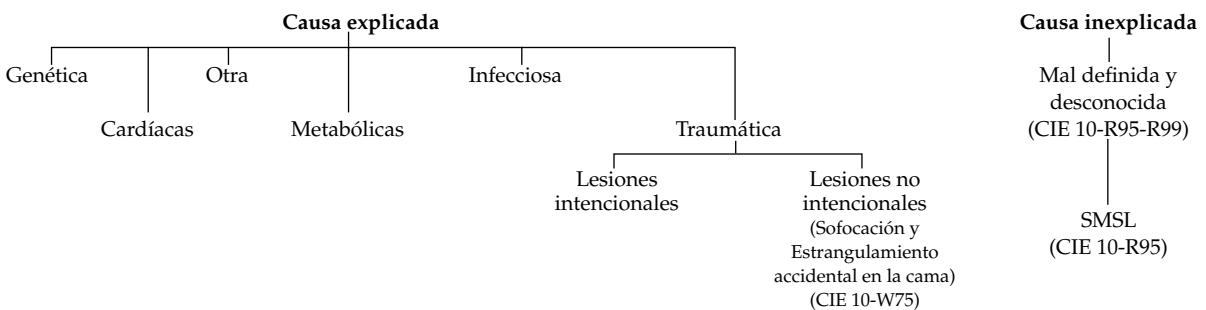 Causa explicada
Genética
Otra
Infecciosa
Cardíacas
Metabólicas
Traumática
Lesiones
intencionales
Lesiones no
intencionales
(Sofocación y
Estrangulamiento
accidental en la cama)
(CIE 10-W75)
Causa inexplicada
Mal definida y
desconocida
(CIE 10-R95-R99)
SMSL
(CIE 10-R95)